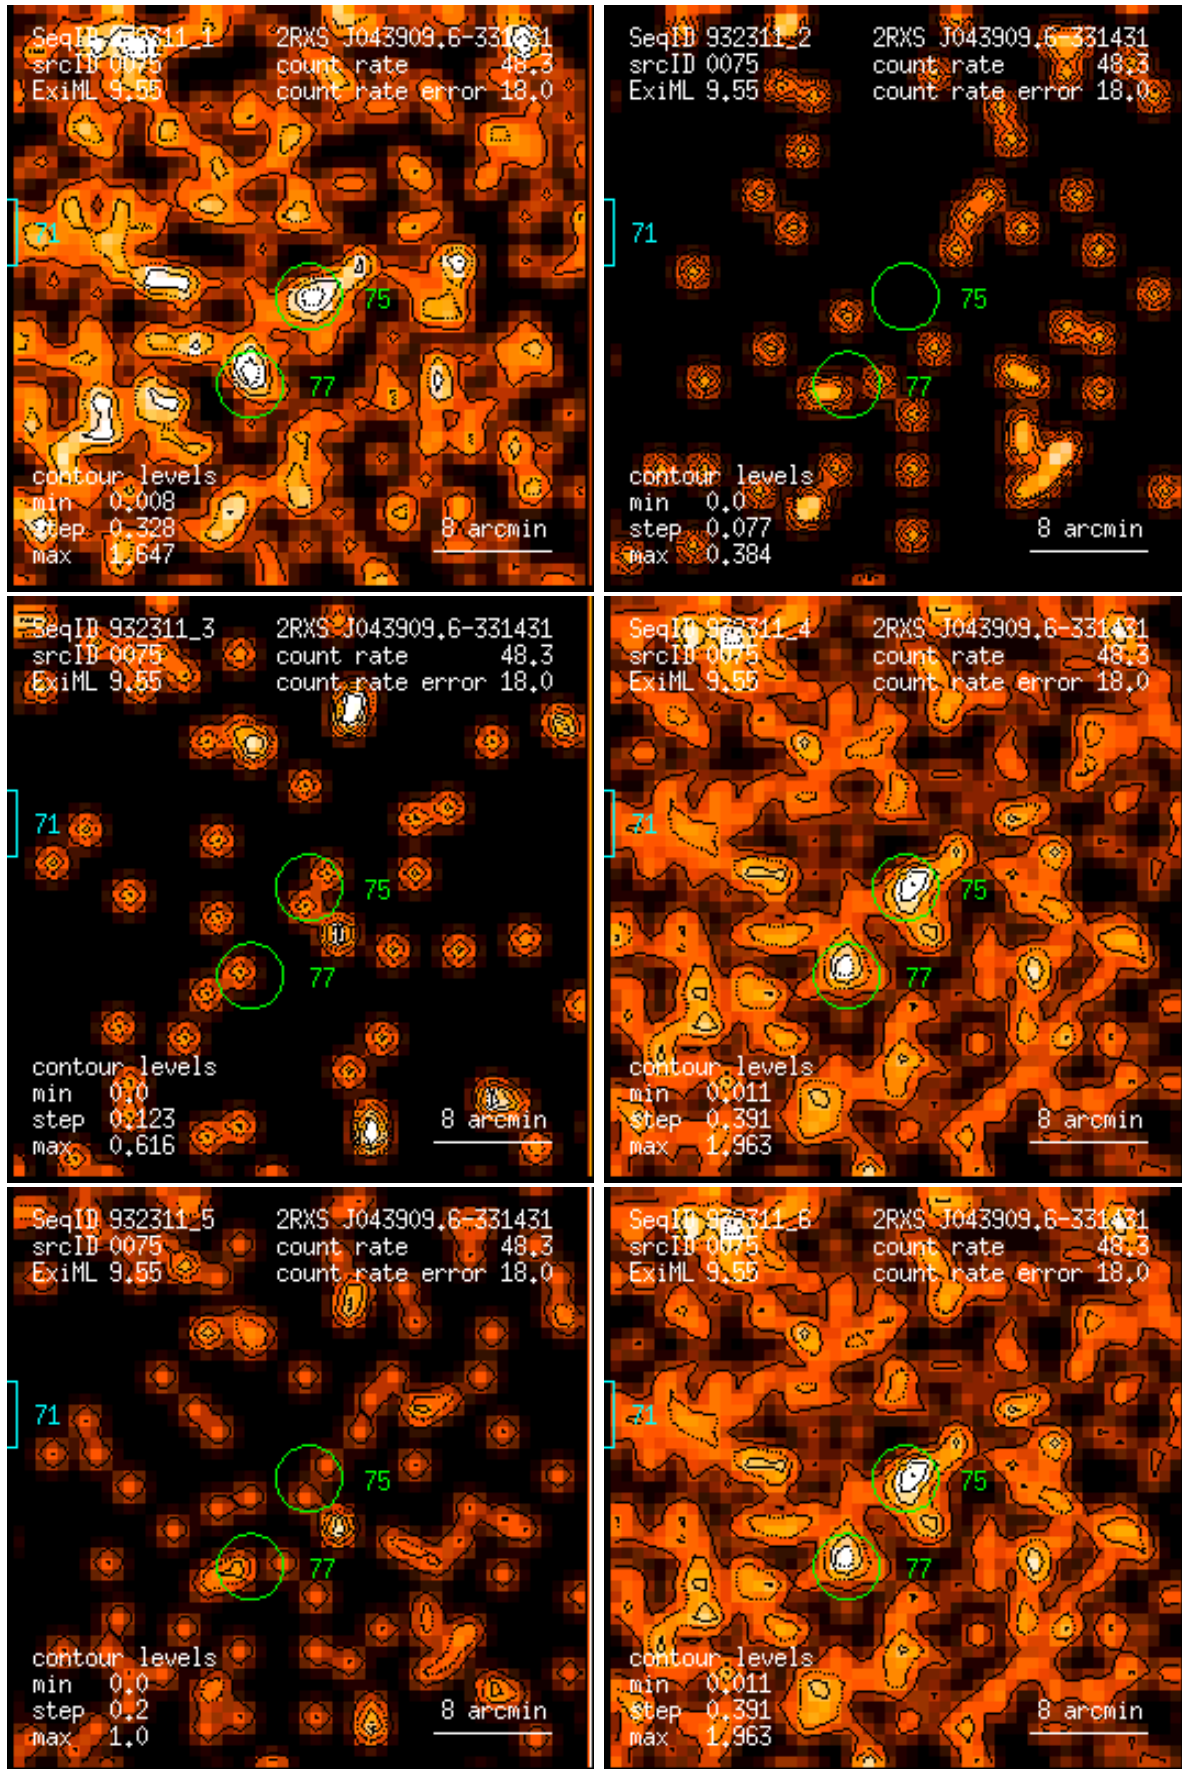 SeqID 932311_1 2RXS J043909.6-331431
srcID 0075 count rate 48.3
ExiML 9.55 count rate error 18.0
71
75
77
contour levels
min 0.008
step 0.328
max 1.647
8 arcmin
SeqID 932311_2 2RXS J043909.6-331431
srcID 0075 count rate 48.3
ExiML 9.55 count rate error 18.0
71
75
77
contour levels
min 0.0
step 0.077
max 0.384
8 arcmin
SeqID 932311_3 2RXS J043909.6-331431
srcID 0075 count rate 48.3
ExiML 9.55 count rate error 18.0
71
75
77
contour levels
min 0.0
step 0.123
max 0.616
8 arcmin
SeqID 932311_4 2RXS J043909.6-331431
srcID 0075 count rate 48.3
ExiML 9.55 count rate error 18.0
71
75
77
contour levels
min 0.011
step 0.391
max 1.963
8 arcmin
SeqID 932311_5 2RXS J043909.6-331431
srcID 0075 count rate 48.3
ExiML 9.55 count rate error 18.0
71
75
77
contour levels
min 0.0
step 0.2
max 1.0
8 arcmin
SeqID 932311_6 2RXS J043909.6-331431
srcID 0075 count rate 48.3
ExiML 9.55 count rate error 18.0
71
75
77
contour levels
min 0.011
step 0.391
max 1.963
8 arcmin